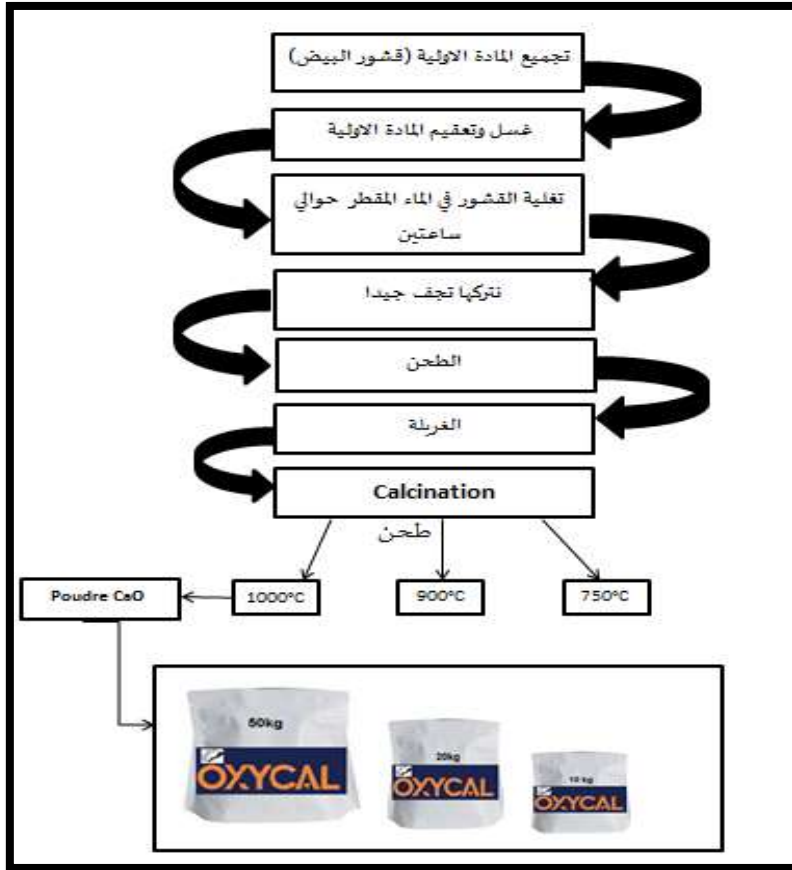 تجميع المادة الاولية (قشور البيض)
غسل وتعقيم المادة الاولية
تغلية القشور في الماء المقطر حوالي
ساعتين
نتركها تجف جيدا
الطحن
الغربلة
Calcination
طحن
Poudre CaO
1000°C
900°C
750°C
50kg
OXYCAL
20kg
OXYCAL
10 kg
OXYCAL